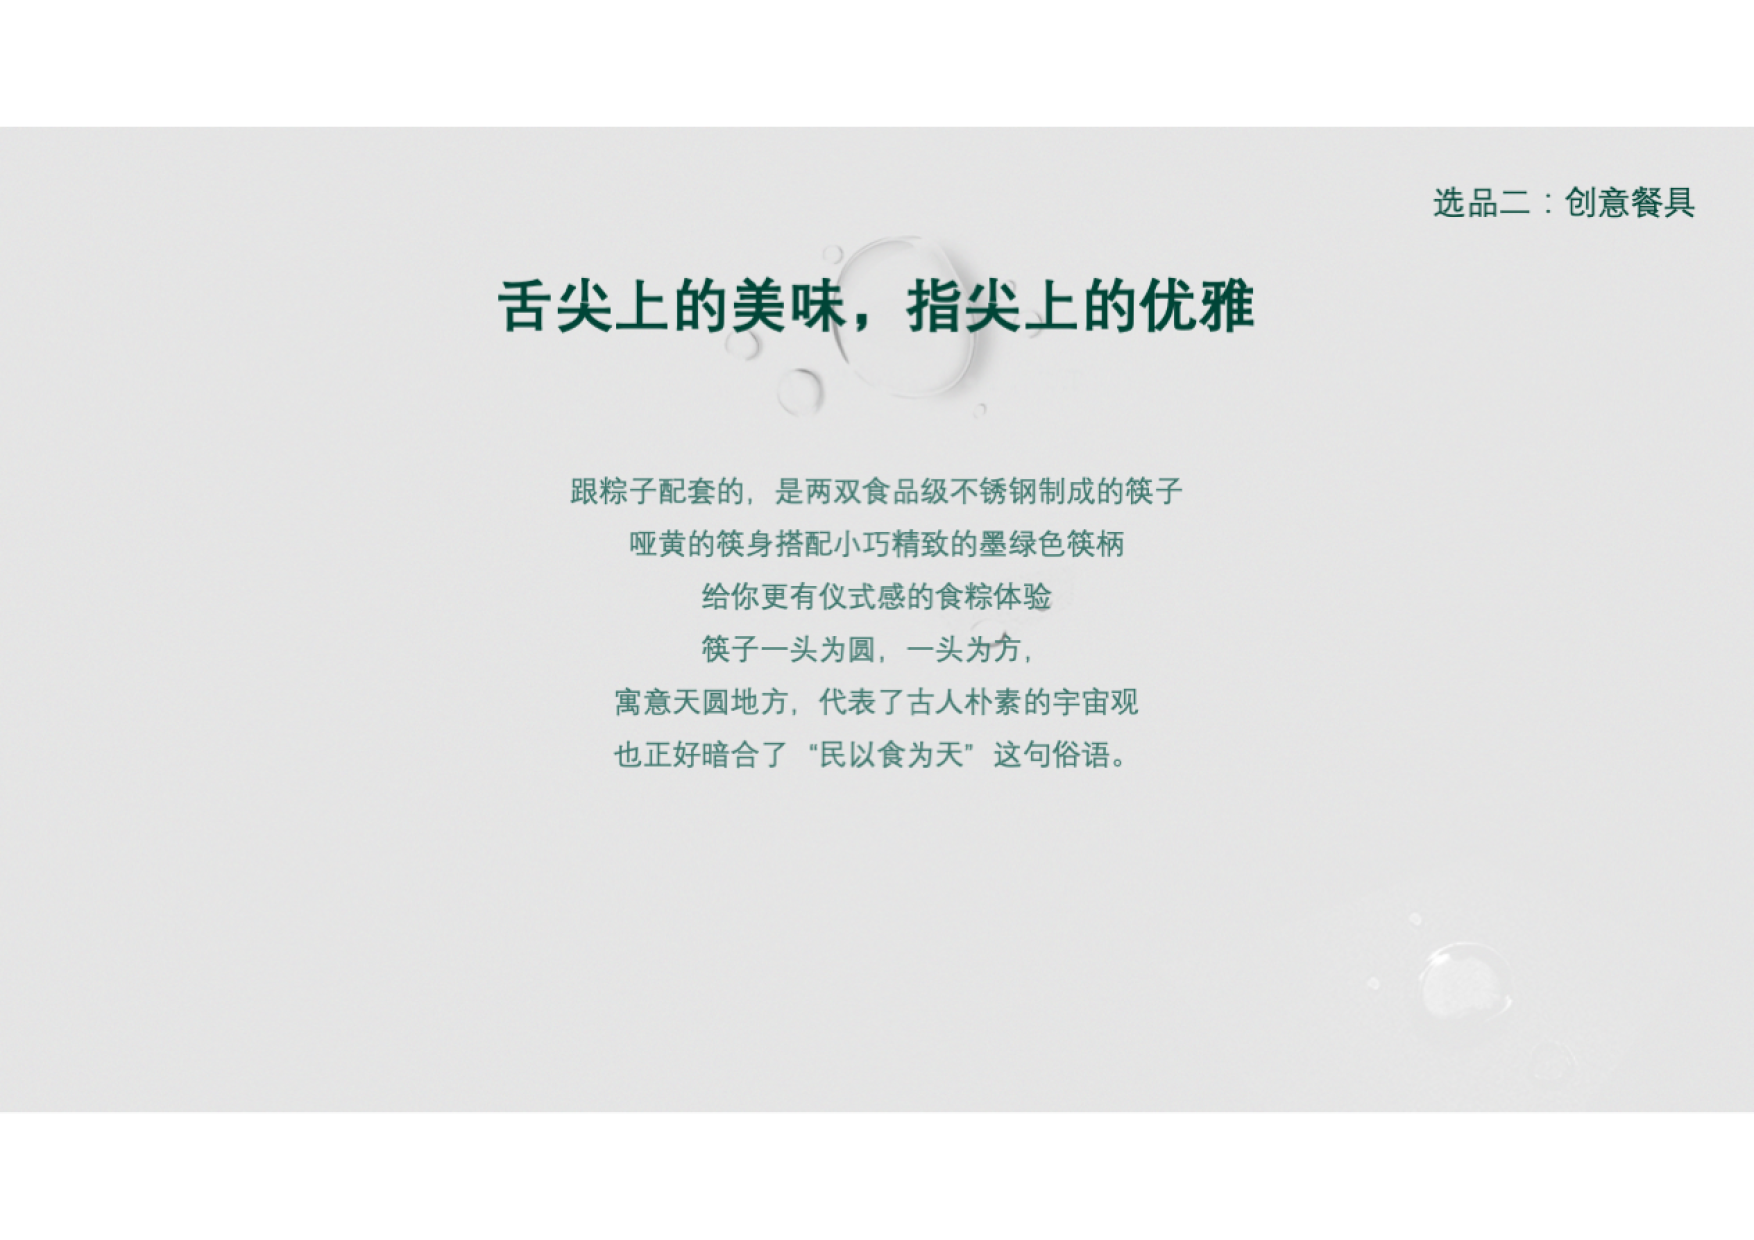 选品二：创意餐具
舌尖上的美味，指尖上的优雅
跟粽子配套的，是两双食品级不锈钢制成的筷子
哑黄的筷身搭配小巧精致的墨绿色筷柄
给你更有仪式感的食粽体验
筷子一头为圆，一头为方，
寓意天圆地方，代表了古人朴素的宇宙观
也正好暗合了“民以食为天”这句俗语。